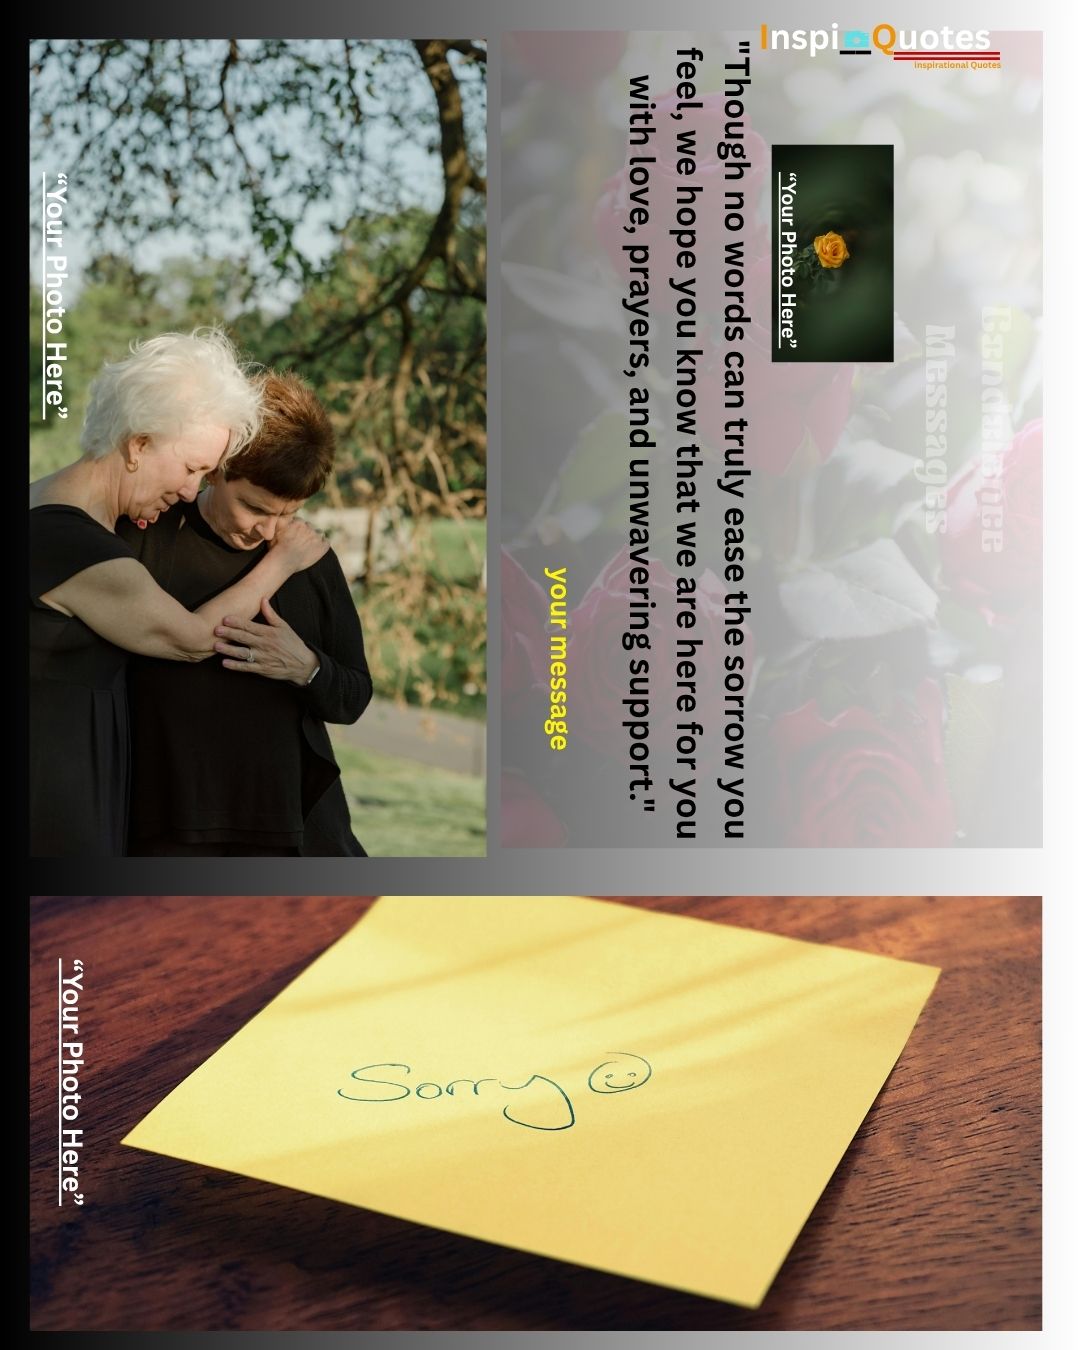 InspiQuotes
Inspirational Quotes
Condolence
Messages
“Your Photo Here”
"Though no words can truly ease the sorrow you
feel, we hope you know that we are here for you
with love, prayers, and unwavering support."
your message
“Your Photo Here”
Sorry
“Your Photo Here”